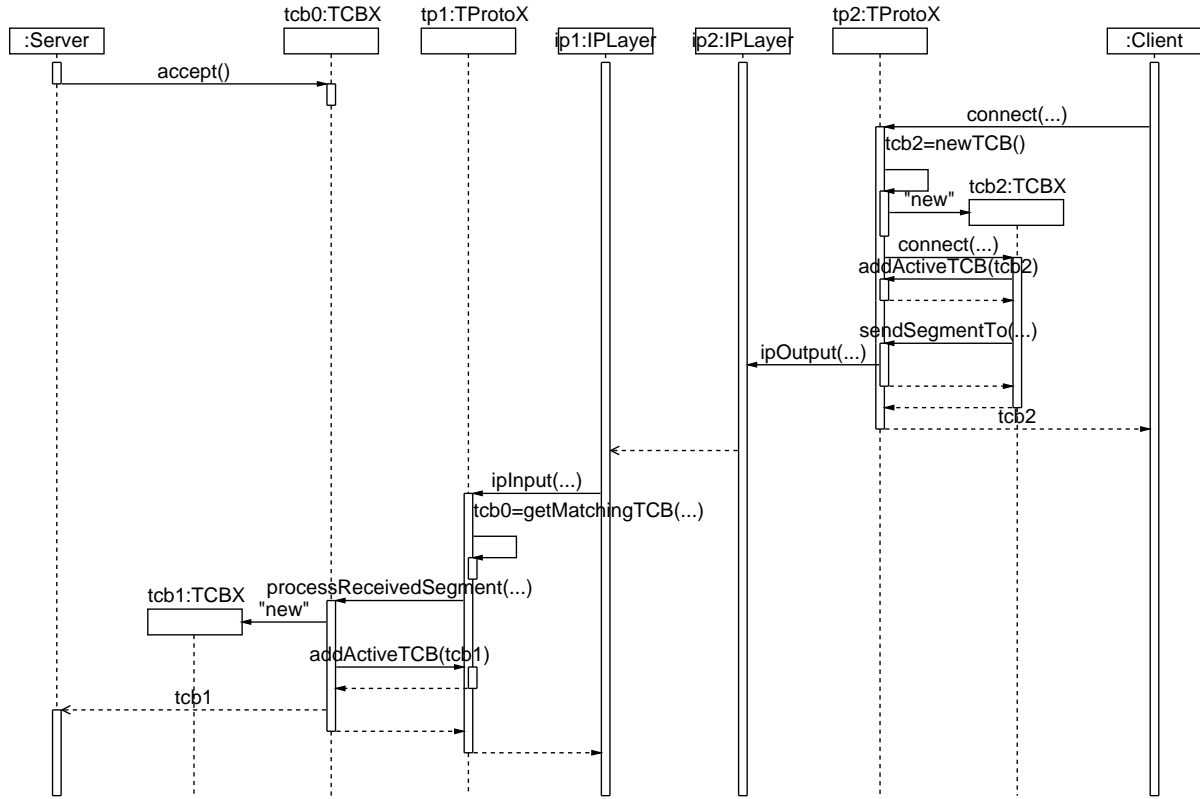 tcb0:TCBX
tp1:TProtoX
tp2:TProtoX
:Server
ip1:IPLayer
ip2:IPLayer
:Client
accept()
connect(...)
tcb2=newTCB()
tcb2:TCBX
"new"
connect(...)
addActiveTCB(tcb2)
sendSegmentTo(...)
ipOutput(...)
tcb2
ipInput(...)
tcb0=getMatchingTCB(...)
processReceivedSegment(...)
tcb1:TCBX
"new"
addActiveTCB(tcb1)
tcb1